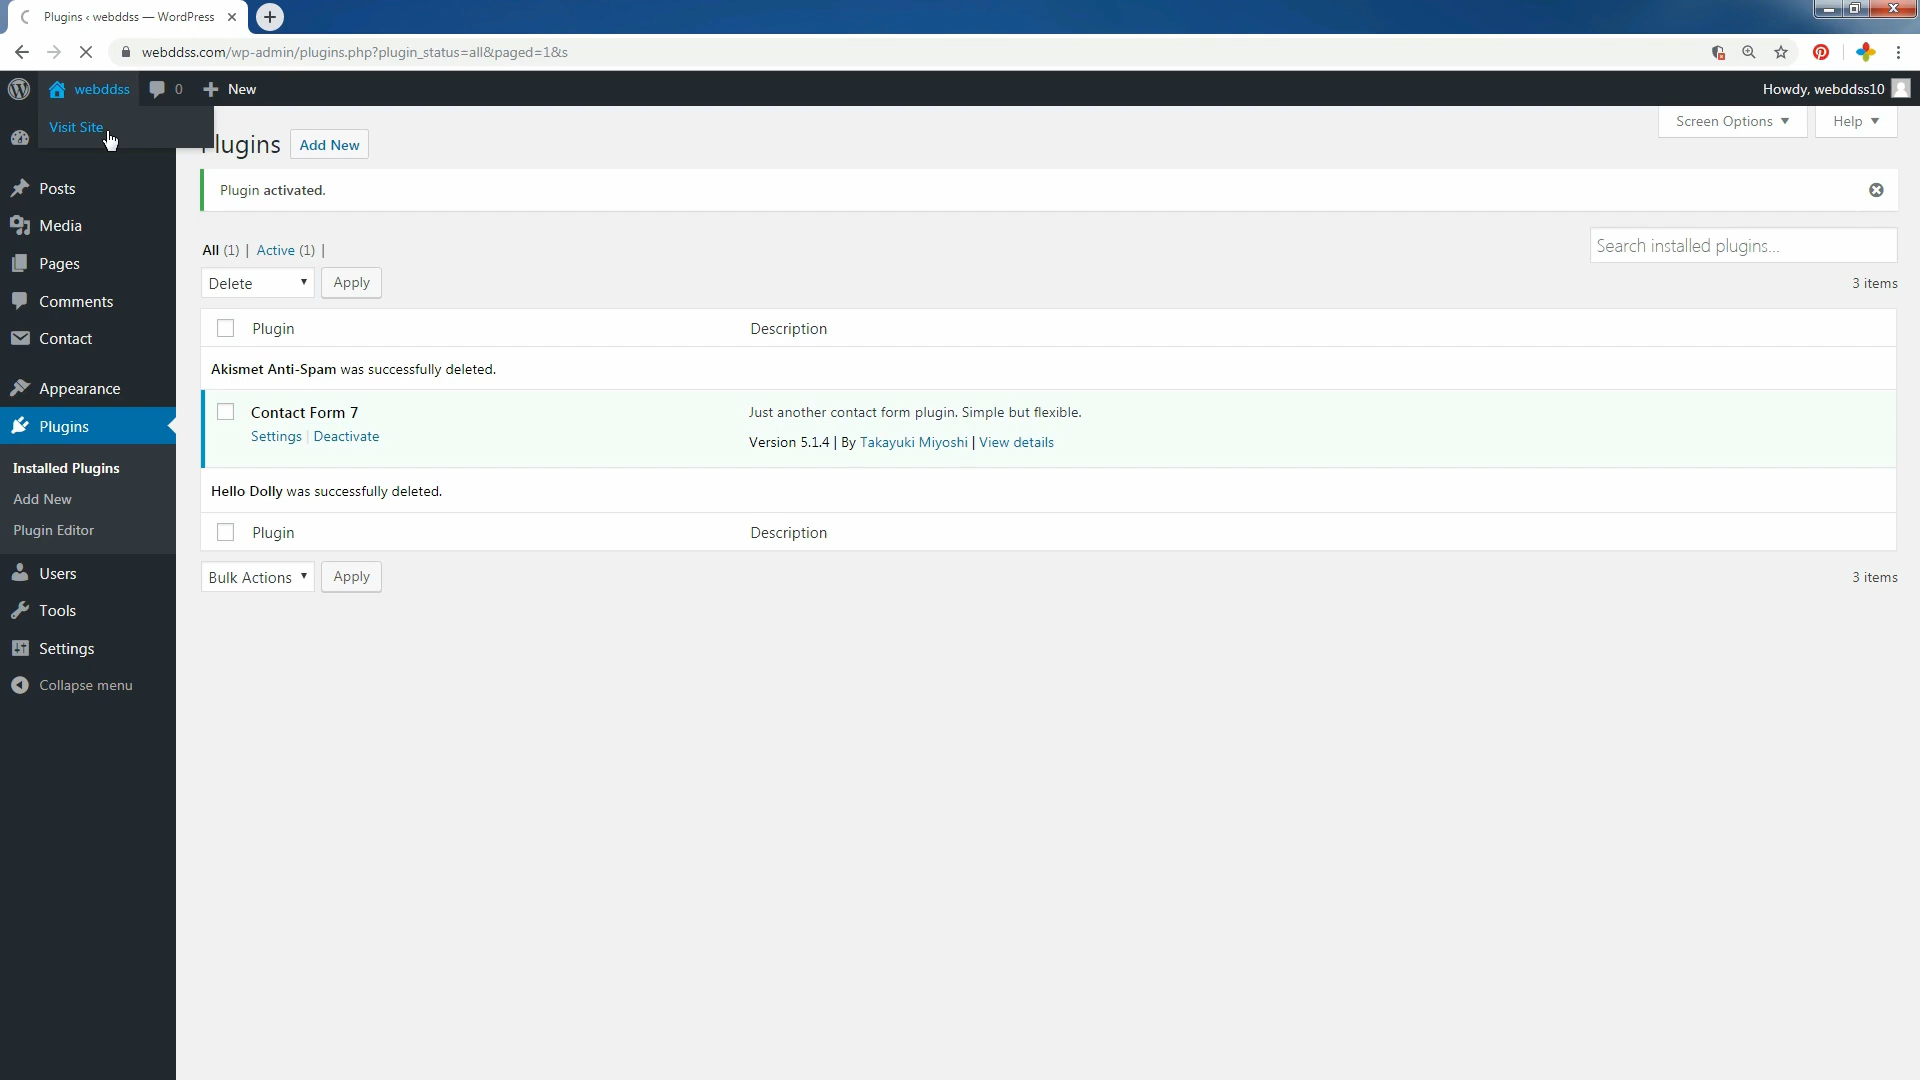 Plugins ‹ webddss — WordPress
webddss.com/wp-admin/plugins.php?plugin_status=all&paged=1&s
webddss 0 New Howdy, webddss10
Visit Site
Screen Options Help
lugins Add New
Plugin activated.
Posts
Media
Pages
Comments
Contact
Appearance
Plugins
Installed Plugins
Add New
Plugin Editor
Users
Tools
Settings
Collapse menu
All (1) | Active (1) |
Search installed plugins...
Delete Apply
3 items
Plugin Description
Akismet Anti-Spam was successfully deleted.
Contact Form 7 Just another contact form plugin. Simple but flexible.
Settings | Deactivate Version 5.1.4 | By Takayuki Miyoshi | View details
Hello Dolly was successfully deleted.
Plugin Description
Bulk Actions Apply 3 items